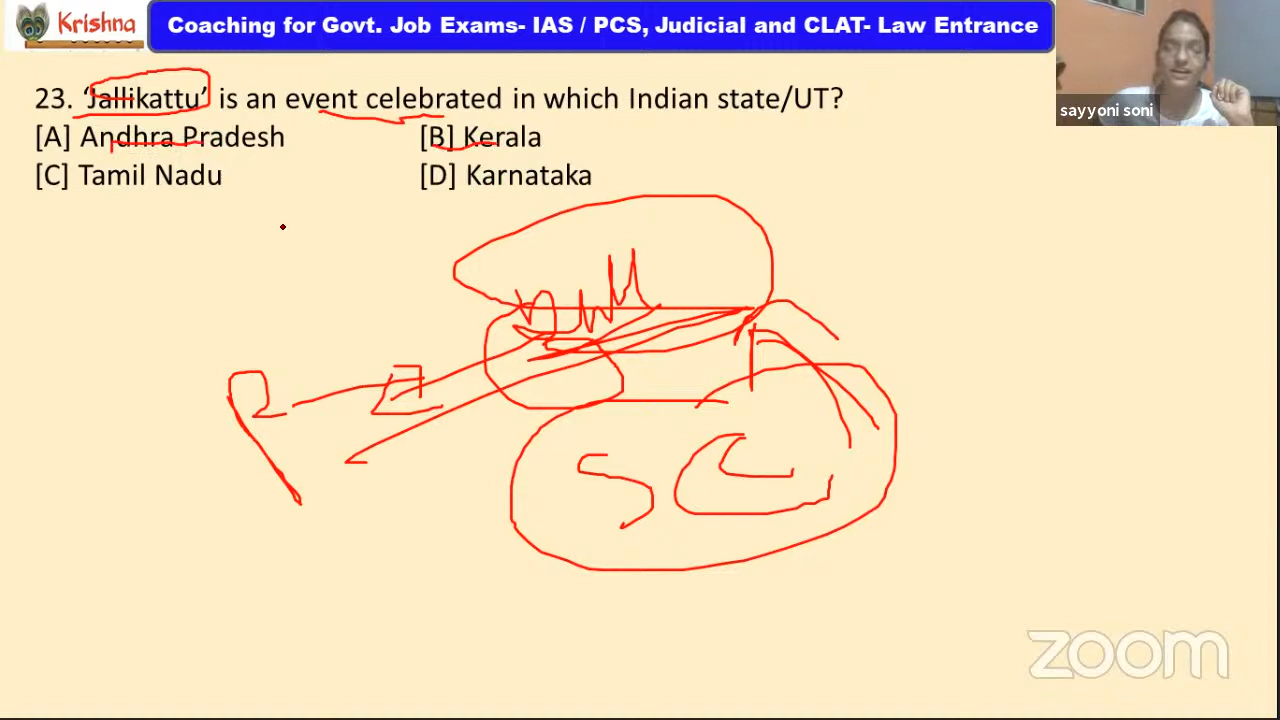 Krishna
Coaching for Govt. Job Exams- IAS / PCS, Judicial and CLAT- Law Entrance
sayyoni soni
23. ‘Jallikattu’ is an event celebrated in which Indian state/UT?
[A] Andhra Pradesh [B] Kerala
[C] Tamil Nadu [D] Karnataka
SC
zoom